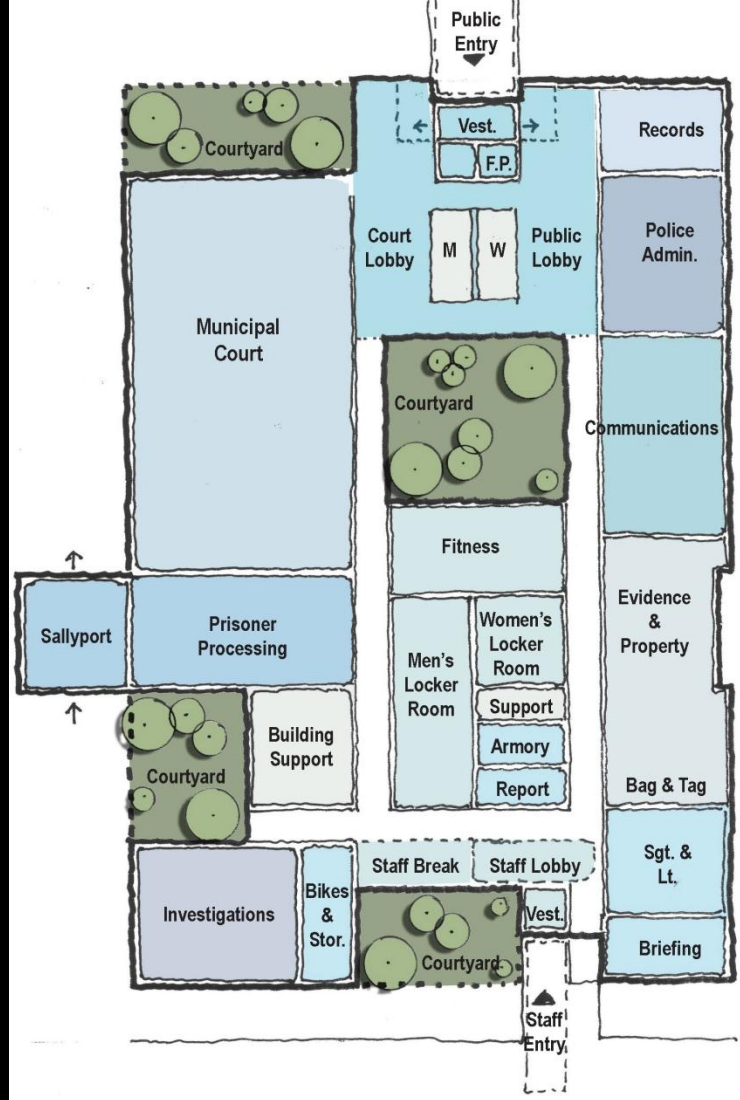 Public
Entry
Vest.
F.P.
Courtyard
Records
Court
Lobby
M
W
Public
Lobby
Police
Admin.
Municipal
Court
Courtyard
Communications
Fitness
Sallyport
Prisoner
Processing
Men's
Locker
Room
Women's
Locker
Room
Evidence
&
Property
Support
Building
Support
Armory
Courtyard
Report
Bag & Tag
Staff Break
Staff Lobby
Sgt. &
Lt.
Investigations
Bikes
&
Stor.
Vest.
Courtyard
Briefing
Staff
Entry